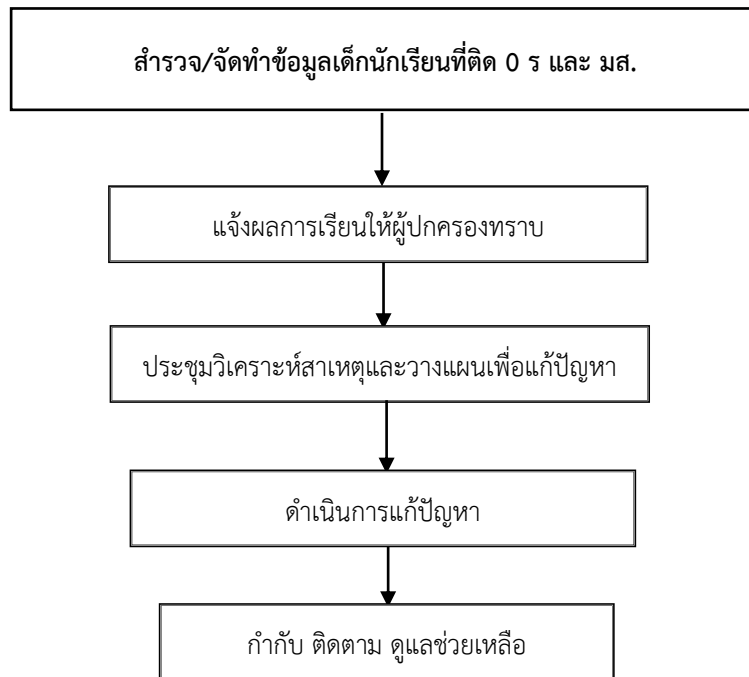 สำรวจ/จัดทำข้อมูลเด็กนักเรียนที่ติด 0 ร และ มส.
แจ้งผลการเรียนให้ผู้ปกครองทราบ
ประชุมวิเคราะห์สาเหตุและวางแผนเพื่อแก้ปัญหา
ดำเนินการแก้ปัญหา
กำกับ ติดตาม ดูแลช่วยเหลือ